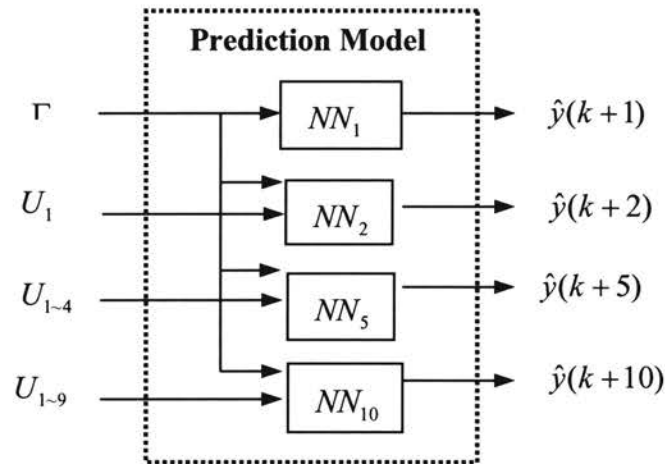 Prediction Model
Γ
NN₁
ŷ(k+1)
U₁
NN₂
ŷ(k+2)
U₁~₄
NN₅
ŷ(k+5)
U₁~₉
NN₁₀
ŷ(k+10)